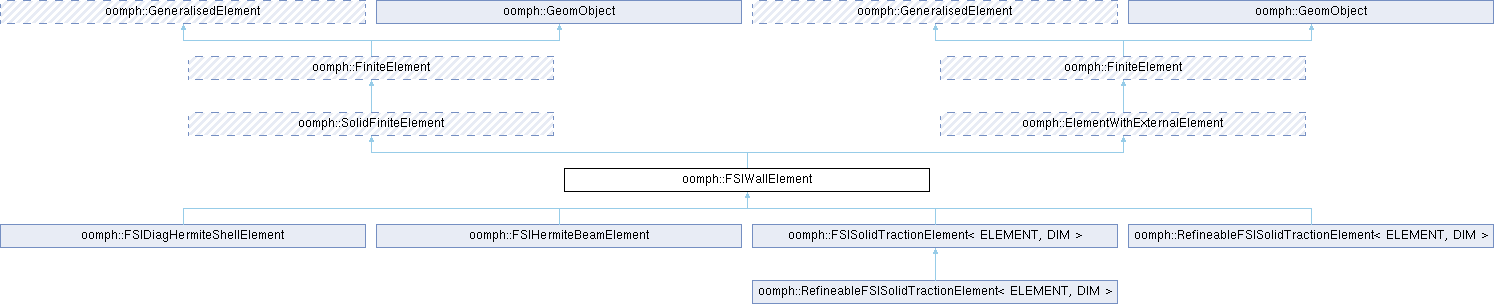 oomph::GeneralisedElement
oomph::GeomObject
oomph::GeneralisedElement
oomph::GeomObject
oomph::FiniteElement
oomph::FiniteElement
oomph::SolidFiniteElement
oomph::ElementWithExternalElement
oomph::FSIWallElement
oomph::FSIDiagHermiteShellElement
oomph::FSIHermiteBeamElement
oomph::FSISolidTractionElement< ELEMENT, DIM >
oomph::RefineableFSISolidTractionElement< ELEMENT, DIM >
oomph::RefineableFSISolidTractionElement< ELEMENT, DIM >